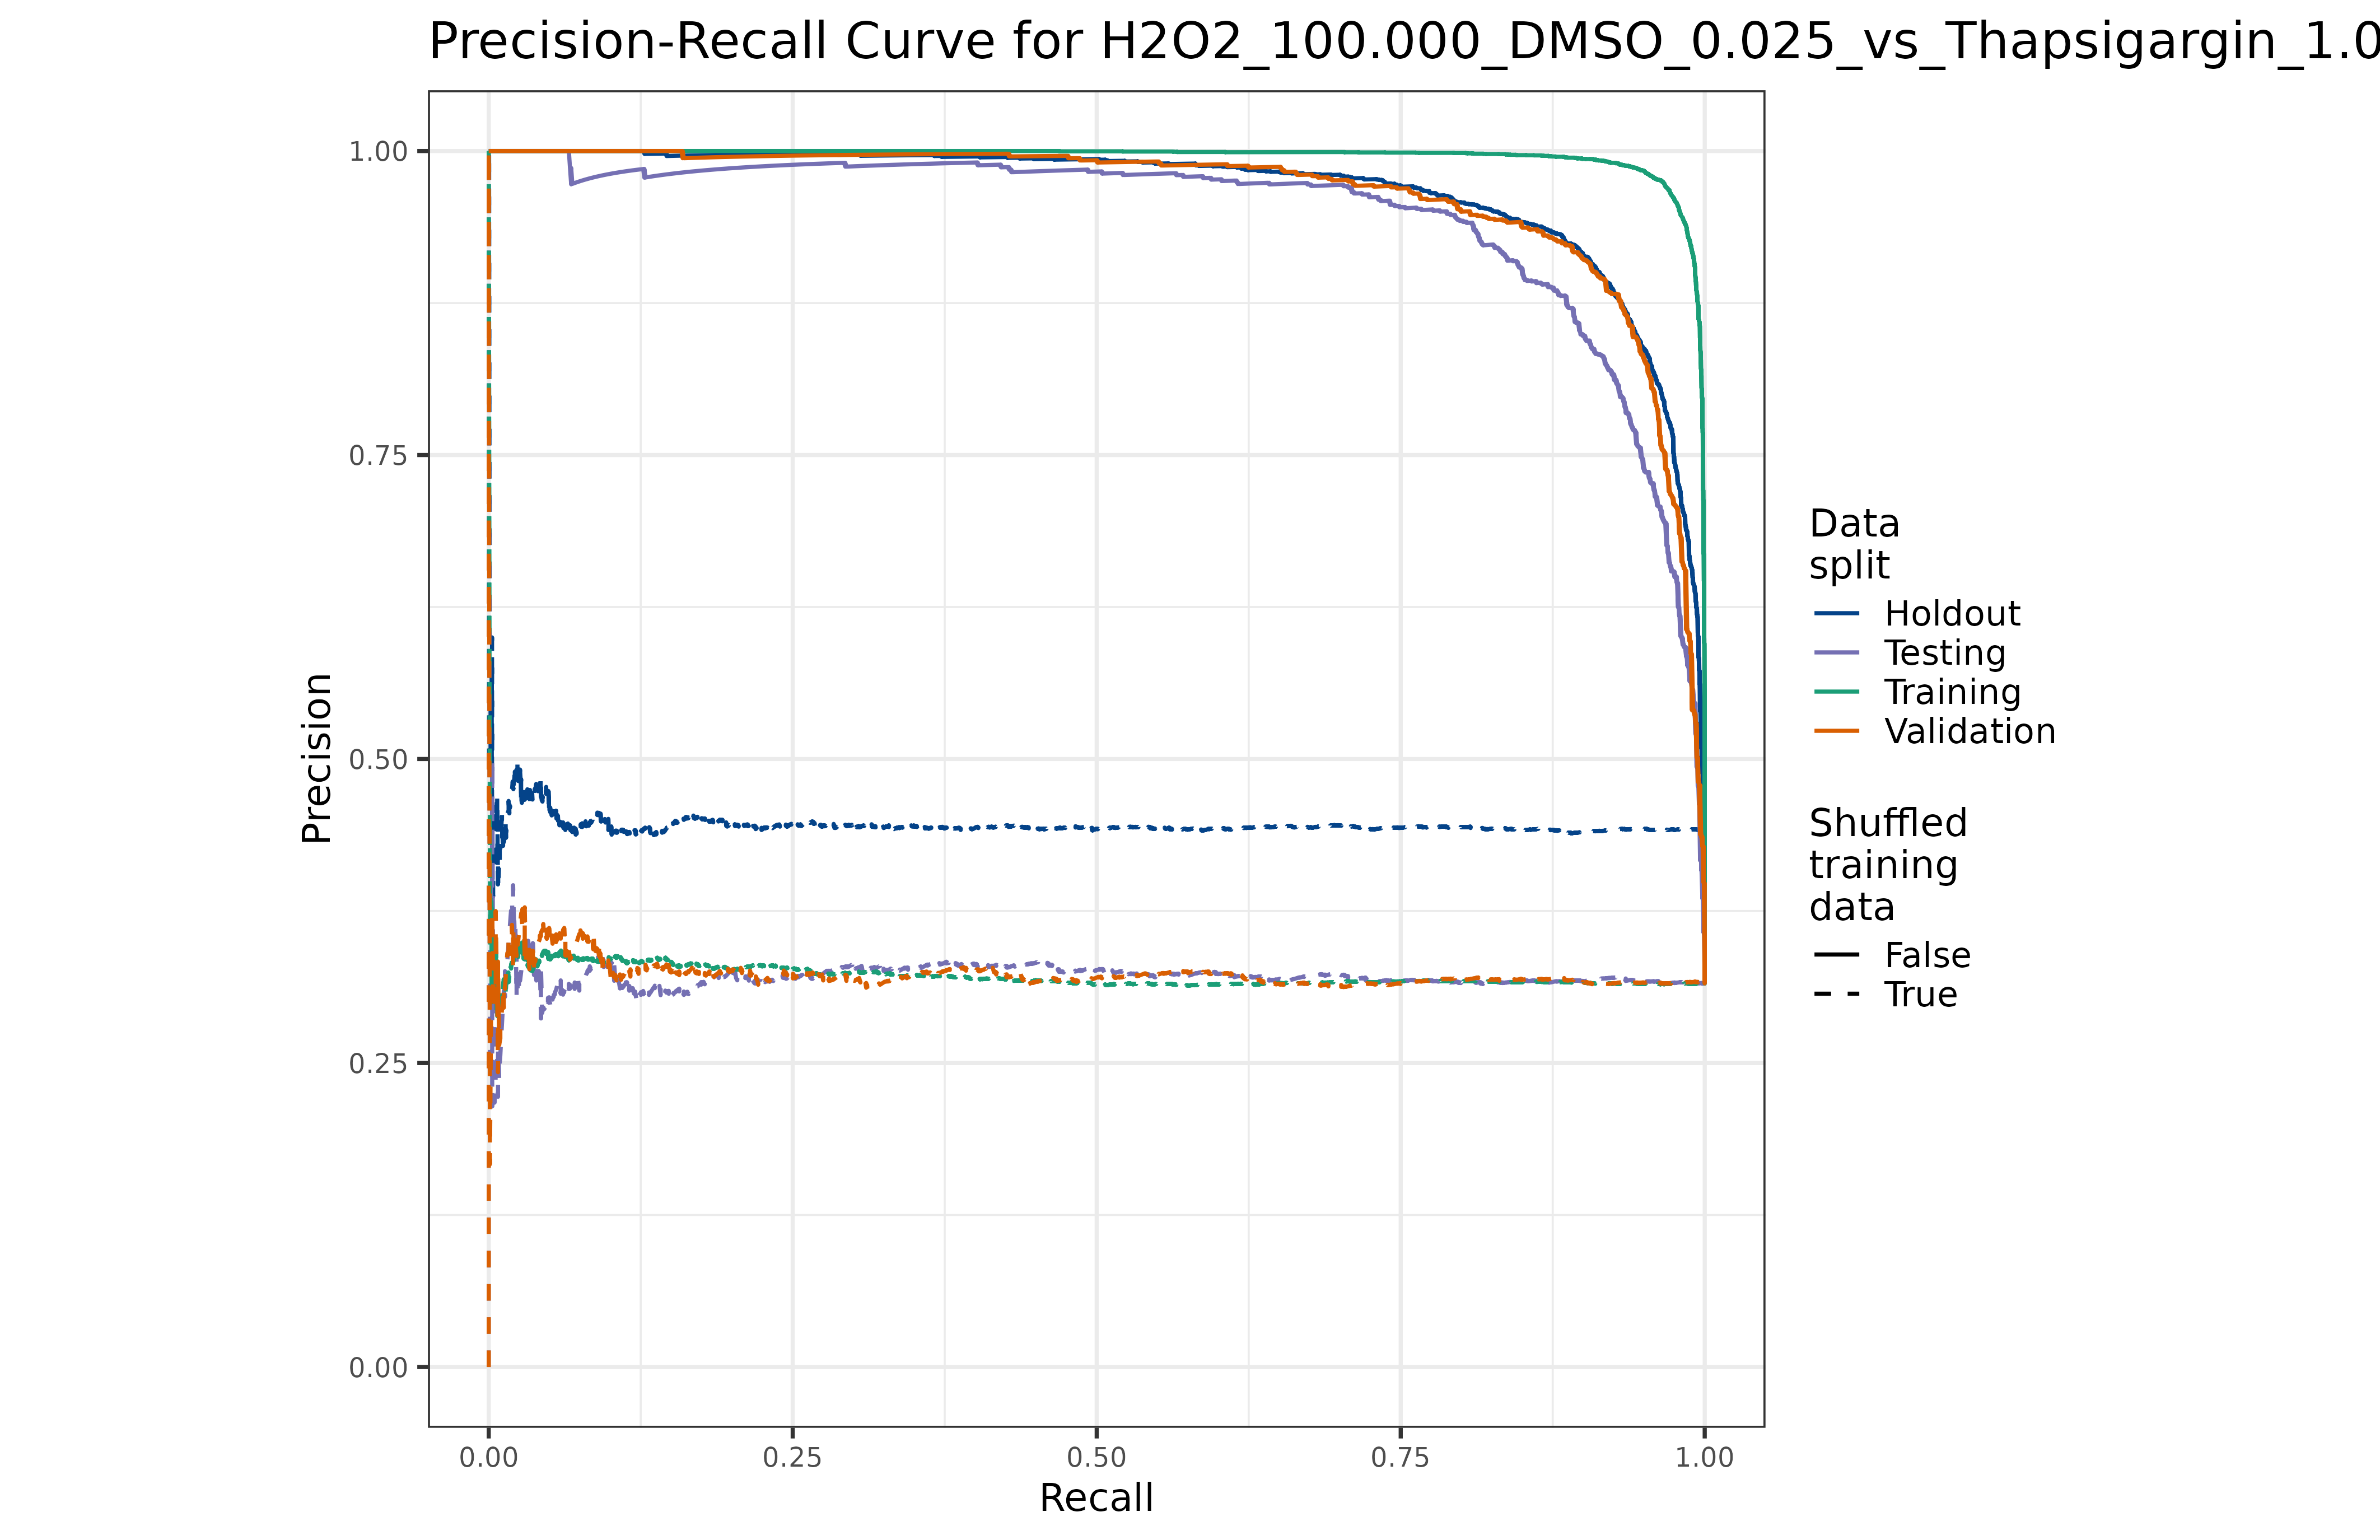 Precision-Recall Curve for H2O2_100.000_DMSO_0.025_vs_Thapsigargin_1.0
1.00
0.75
0.50
0.25
0.00
Precision
0.00
0.25
0.50
0.75
1.00
Recall
Data
split
Holdout
Testing
Training
Validation
Shuffled
training
data
False
True